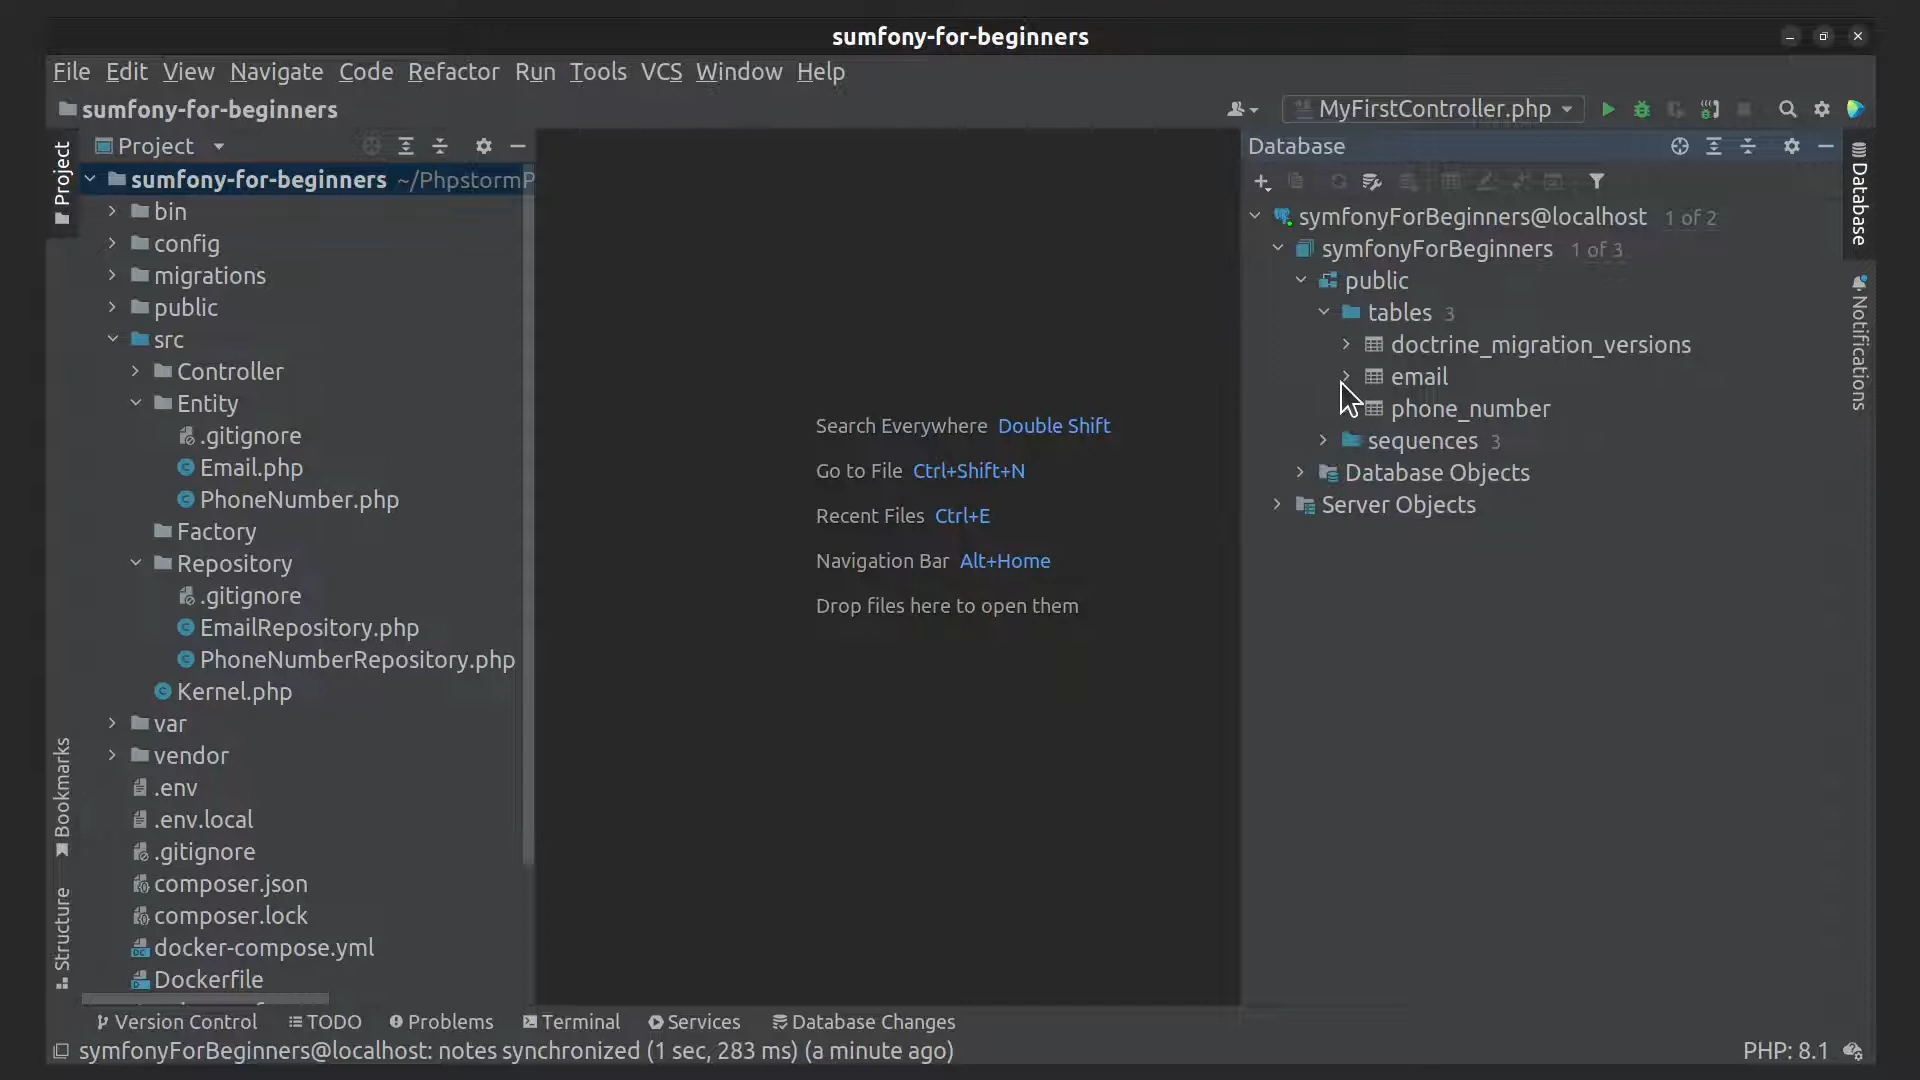 sumfony-for-beginners
File Edit View Navigate Code Refactor Run Tools VCS Window Help
sumfony-for-beginners
MyFirstController.php
Project
Project
sumfony-for-beginners ~/PhpstormP
bin
config
migrations
public
src
Controller
Entity
.gitignore
Email.php
PhoneNumber.php
Factory
Repository
.gitignore
EmailRepository.php
PhoneNumberRepository.php
Kernel.php
var
vendor
.env
.env.local
.gitignore
composer.json
composer.lock
docker-compose.yml
Dockerfile
Bookmarks
Structure
Search Everywhere Double Shift
Go to File Ctrl+Shift+N
Recent Files Ctrl+E
Navigation Bar Alt+Home
Drop files here to open them
Database
symfonyForBeginners@localhost 1 of 2
symfonyForBeginners 1 of 3
public
tables 3
doctrine_migration_versions
email
phone_number
sequences 3
Database Objects
Server Objects
Database
Notifications
Version Control TODO Problems Terminal Services Database Changes
symfonyForBeginners@localhost: notes synchronized (1 sec, 283 ms) (a minute ago)
PHP: 8.1